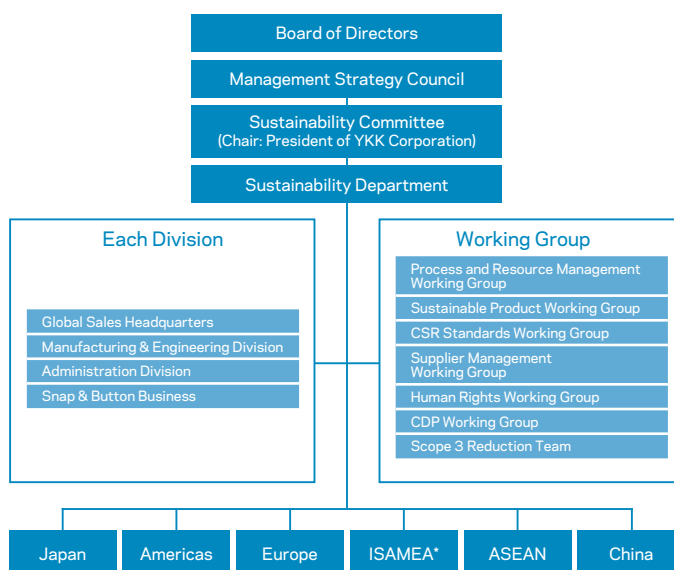 Board of Directors
Management Strategy Council
Sustainability Committee
(Chair: President of YKK Corporation)
Sustainability Department
Each Division
Global Sales Headquarters
Manufacturing & Engineering Division
Administration Division
Snap & Button Business
Working Group
Process and Resource Management
Working Group
Sustainable Product Working Group
CSR Standards Working Group
Supplier Management
Working Group
Human Rights Working Group
CDP Working Group
Scope 3 Reduction Team
Japan
Americas
Europe
ISAMEA*
ASEAN
China